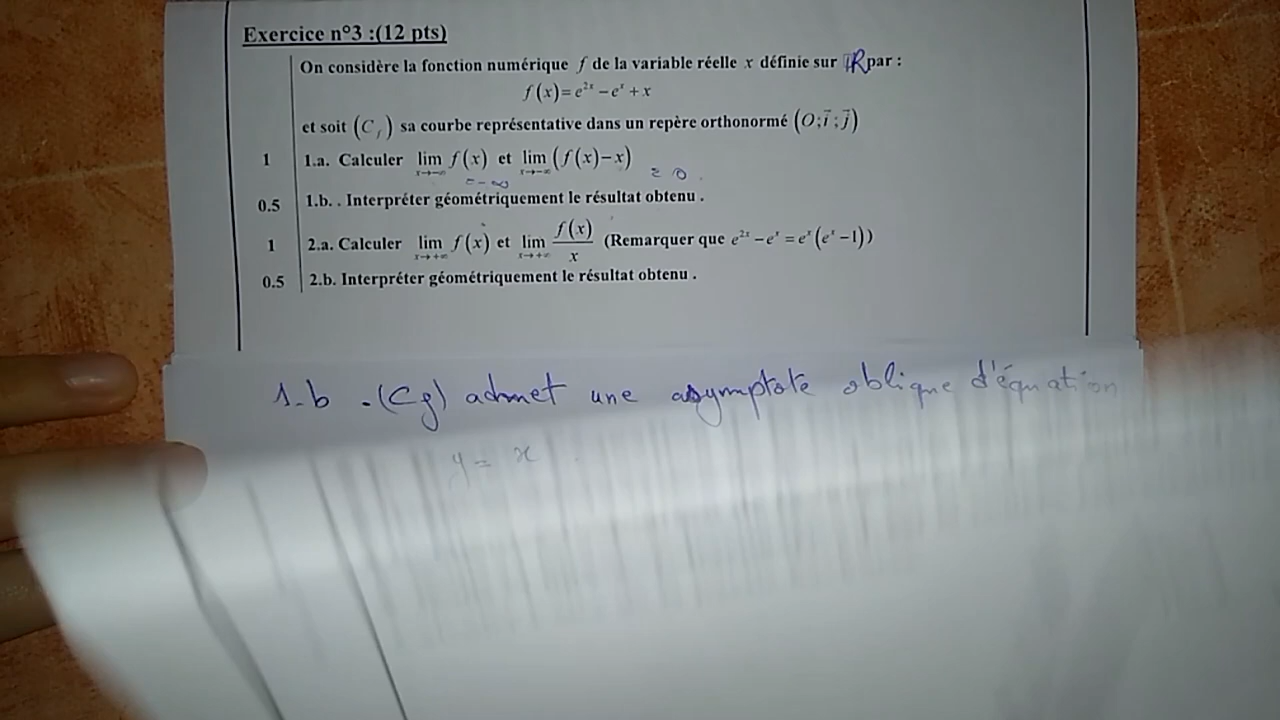 Exercice n°3 :(12 pts)
On considère la fonction numérique f de la variable réelle x définie sur IR par :
f(x)=e^{2x}−e^x+x
et soit (C_f) sa courbe représentative dans un repère orthonormé (O;i⃗;j⃗)
1 1.a. Calculer lim_{x→−∞} f(x) et lim_{x→−∞} (f(x)−x)
=−∞ = 0
0.5 1.b. . Interpréter géométriquement le résultat obtenu .
1 2.a. Calculer lim_{x→+∞} f(x) et lim_{x→+∞} f(x)/x (Remarquer que e^{2x}−e^x=e^x(e^x−1))
0.5 2.b. Interpréter géométriquement le résultat obtenu .
1-b .(Cf) admet une asymptote oblique d'équation
y = x